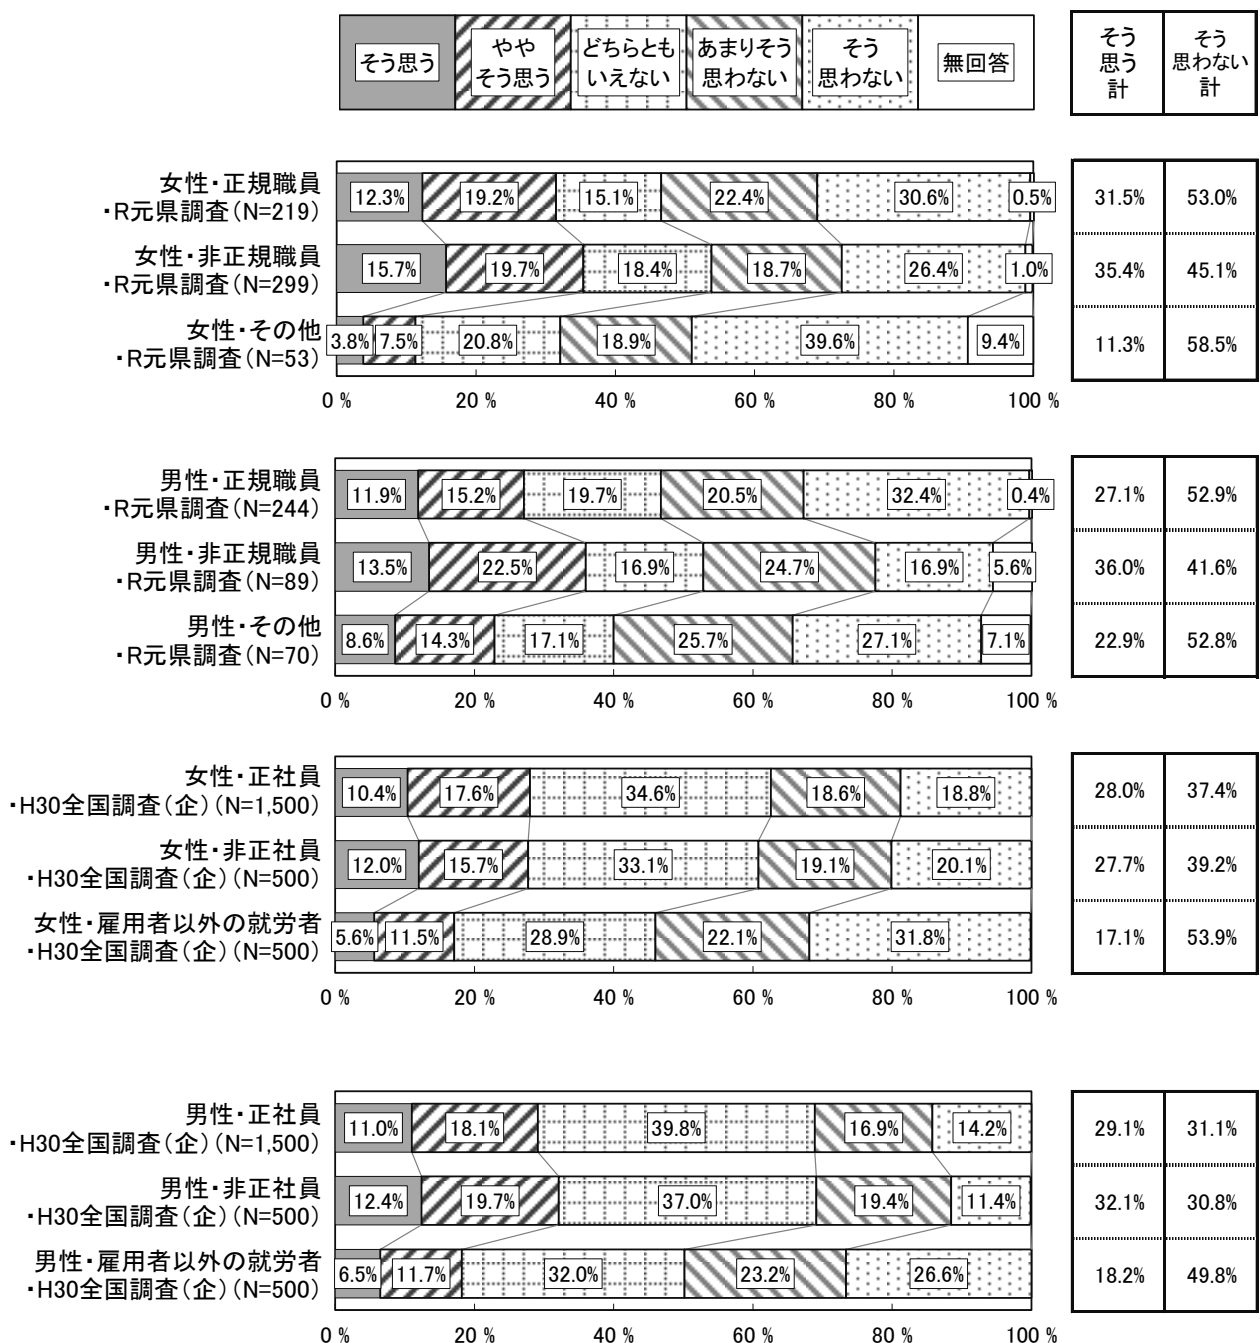 そう思う
やや
そう思う
どちらとも
いえない
あまりそう
思わない
そう
思わない
無回答
そう
思う
計
そう
思わない
計
女性・正規職員
・R元県調査(N=219)
12.3% 19.2% 15.1% 22.4% 30.6% 0.5% 31.5% 53.0%
女性・非正規職員
・R元県調査(N=299)
15.7% 19.7% 18.4% 18.7% 26.4% 1.0% 35.4% 45.1%
女性・その他
・R元県調査(N=53)
3.8% 7.5% 20.8% 18.9% 39.6% 9.4% 11.3% 58.5%
0 % 20 % 40 % 60 % 80 % 100 %
男性・正規職員
・R元県調査(N=244)
11.9% 15.2% 19.7% 20.5% 32.4% 0.4% 27.1% 52.9%
男性・非正規職員
・R元県調査(N=89)
13.5% 22.5% 16.9% 24.7% 16.9% 5.6% 36.0% 41.6%
男性・その他
・R元県調査(N=70)
8.6% 14.3% 17.1% 25.7% 27.1% 7.1% 22.9% 52.8%
0 % 20 % 40 % 60 % 80 % 100 %
女性・正社員
・H30全国調査(企)(N=1,500)
10.4% 17.6% 34.6% 18.6% 18.8% 28.0% 37.4%
女性・非正社員
・H30全国調査(企)(N=500)
12.0% 15.7% 33.1% 19.1% 20.1% 27.7% 39.2%
女性・雇用者以外の就労者
・H30全国調査(企)(N=500)
5.6% 11.5% 28.9% 22.1% 31.8% 17.1% 53.9%
0 % 20 % 40 % 60 % 80 % 100 %
男性・正社員
・H30全国調査(企)(N=1,500)
11.0% 18.1% 39.8% 16.9% 14.2% 29.1% 31.1%
男性・非正社員
・H30全国調査(企)(N=500)
12.4% 19.7% 37.0% 19.4% 11.4% 32.1% 30.8%
男性・雇用者以外の就労者
・H30全国調査(企)(N=500)
6.5% 11.7% 32.0% 23.2% 26.6% 18.2% 49.8%
0 % 20 % 40 % 60 % 80 % 100 %